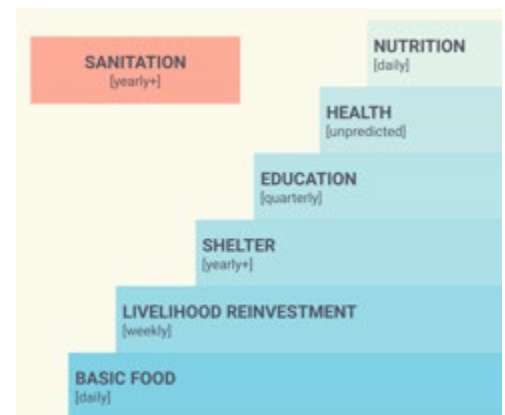 SANITATION
[yearly+]
NUTRITION
[daily]
HEALTH
[unpredicted]
EDUCATION
[quarterly]
SHELTER
[yearly+]
LIVELIHOOD REINVESTMENT
[weekly]
BASIC FOOD
[daily]